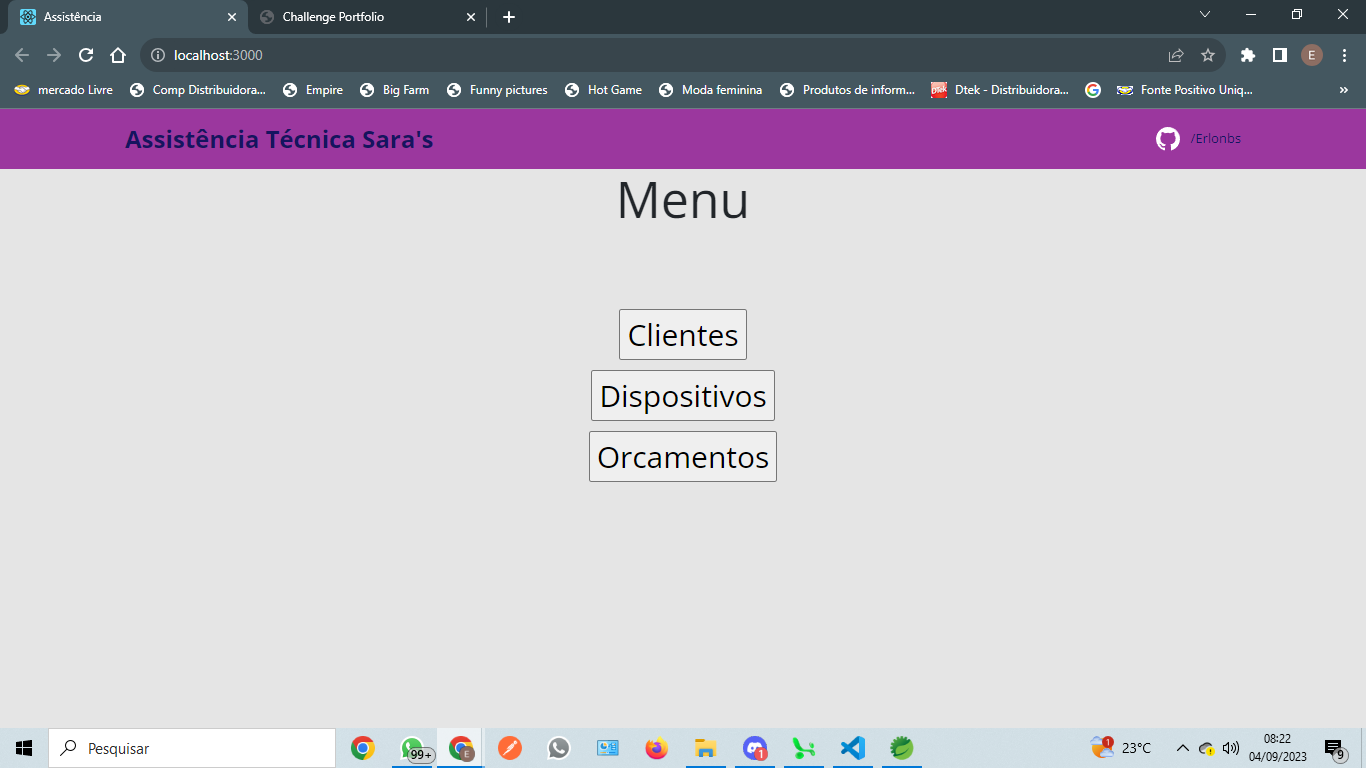 Assistência
Challenge Portfolio
localhost:3000
E
mercado Livre
Comp Distribuidora...
Empire
Big Farm
Funny pictures
Hot Game
Moda feminina
Produtos de inform...
Dtek - Distribuidora...
Fonte Positivo Uniq...
Assistência Técnica Sara's
/Erlonbs
Menu
Clientes
Dispositivos
Orcamentos
Pesquisar
99+
E
1
1
23°C
08:22
04/09/2023
9